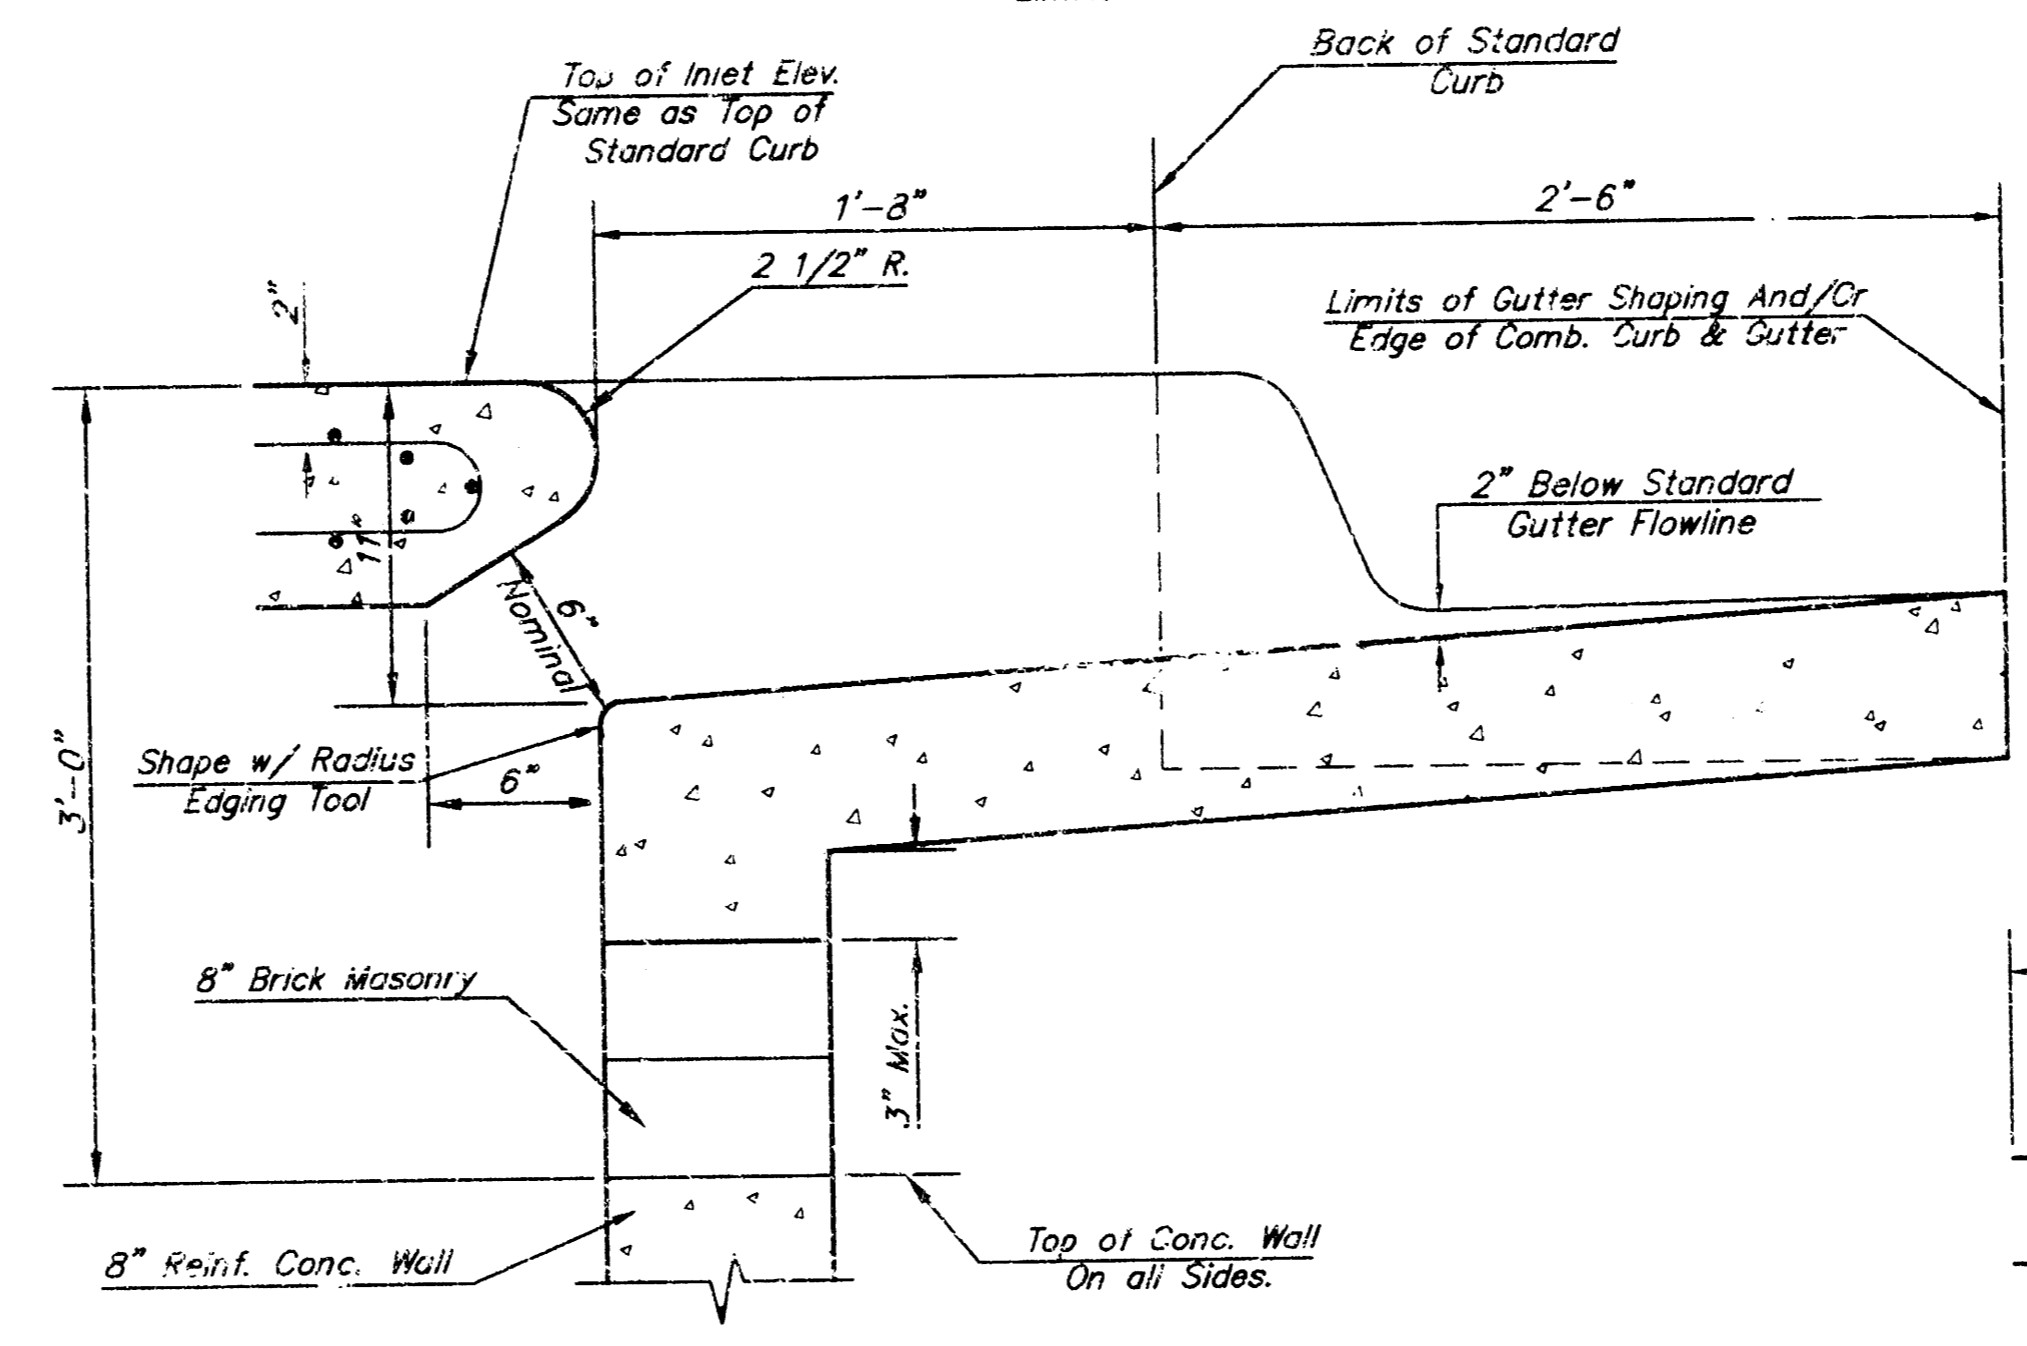 Back of Standard
Curb
Top of Inlet Elev.
Same as Top of
Standard Curb
1'-8"
2'-6"
2 1/2" R.
2"
Limits of Gutter Shaping And/Or
Edge of Comb. Curb & Gutter
2" Below Standard
Gutter Flowline
11"
6"
Nominal
3'-0"
Shape w/ Radius
Edging Tool
6"
8" Brick Masonry
3" Max.
8" Reinf. Conc. Wall
Top of Conc. Wall
On all Sides.